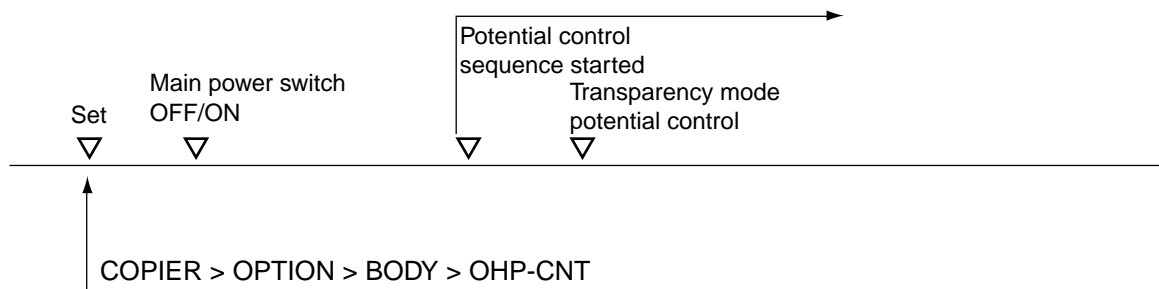 Potential control
sequence started
Main power switch
OFF/ON
Transparency mode
potential control
Set
COPIER > OPTION > BODY > OHP-CNT